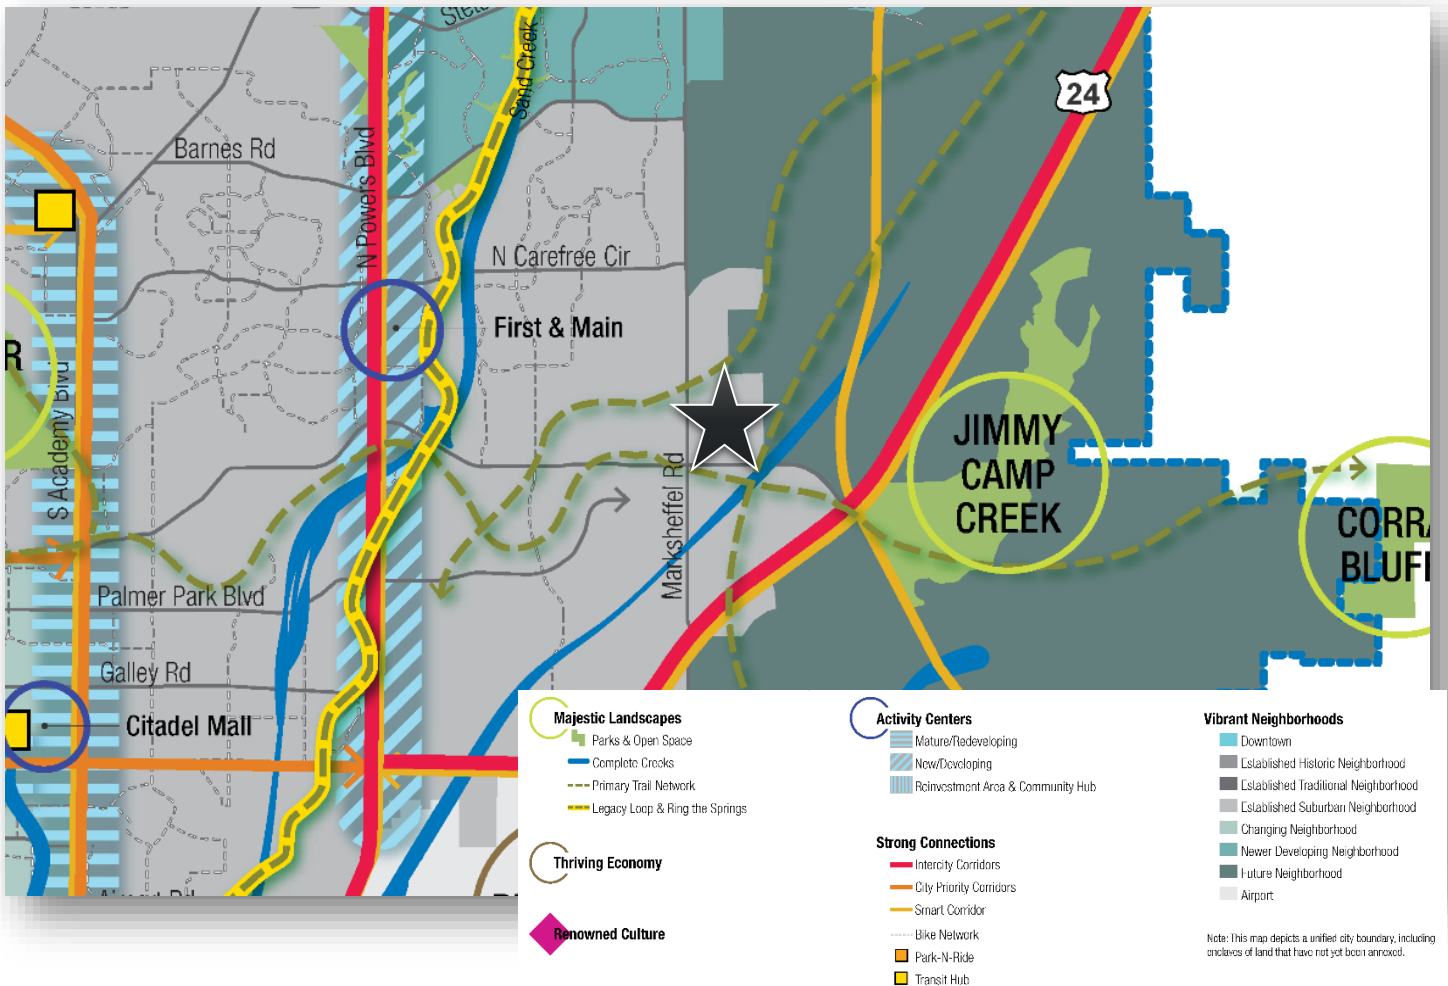 Stets
Sand Creek
24
Barnes Rd
N Powers Blvd
N Carefree Cir
First & Main
R
S Academy Blvd
JIMMY
CAMP
CREEK
Marksheffel Rd
CORRA
BLUFF
Palmer Park Blvd
Galley Rd
Citadel Mall
Airport Rd
Majestic Landscapes
Parks & Open Space
Complete Creeks
Primary Trail Network
Legacy Loop & Ring the Springs
Thriving Economy
Renowned Culture
Activity Centers
Mature/Redeveloping
New/Developing
Reinvestment Area & Community Hub
Strong Connections
Intercity Corridors
City Priority Corridors
Smart Corridor
Bike Network
Park-N-Ride
Transit Hub
Vibrant Neighborhoods
Downtown
Established Historic Neighborhood
Established Traditional Neighborhood
Established Suburban Neighborhood
Changing Neighborhood
Newer Developing Neighborhood
Future Neighborhood
Airport
Note: This map depicts a unified city boundary, including
enclaves of land that have not yet been annexed.